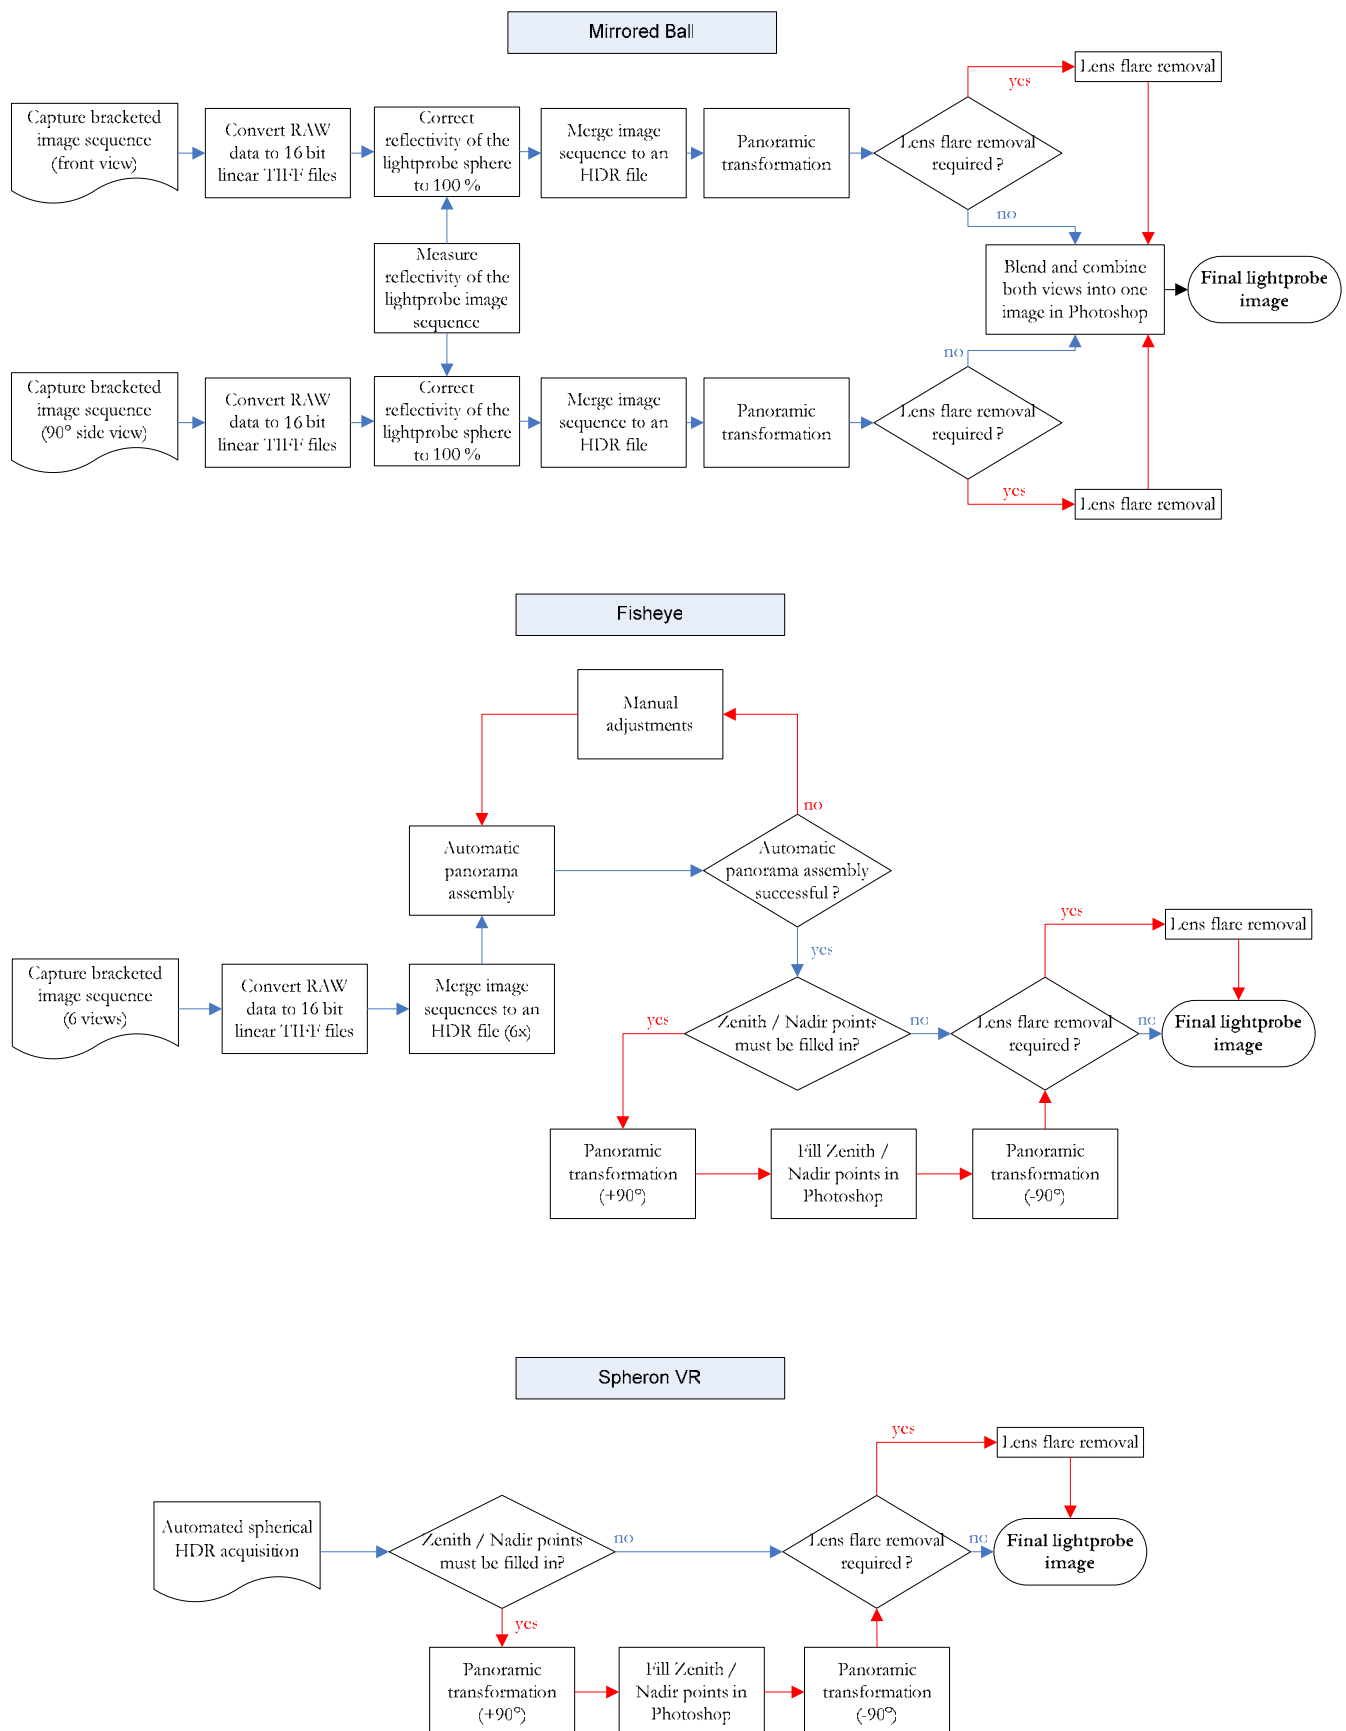 Mirrored Ball
Lens flare removal
yes
Capture bracketed
image sequence
(front view)
Convert RAW
data to 16 bit
linear TIFF files
Correct
reflectivity of the
lightprobe sphere
to 100 %
Merge image
sequence to an
HDR file
Panoramic
transformation
Lens flare removal
required ?
no
Measure
reflectivity of the
lightprobe image
sequence
Blend and combine
both views into one
image in Photoshop
Final lightprobe
image
no
Capture bracketed
image sequence
(90° side view)
Convert RAW
data to 16 bit
linear TIFF files
Correct
reflectivity of the
lightprobe sphere
to 100 %
Merge image
sequence to an
HDR file
Panoramic
transformation
Lens flare removal
required ?
yes
Lens flare removal
Fisheye
Manual
adjustments
no
Automatic
panorama
assembly
Automatic
panorama assembly
successful ?
yes
yes
Lens flare removal
Capture bracketed
image sequence
(6 views)
Convert RAW
data to 16 bit
linear TIFF files
Merge image
sequences to an
HDR file (6x)
yes
Zenith / Nadir points
must be filled in?
no
Lens flare removal
required ?
no
Final lightprobe
image
Panoramic
transformation
(+90°)
Fill Zenith /
Nadir points in
Photoshop
Panoramic
transformation
(-90°)
Spheron VR
yes
Lens flare removal
Automated spherical
HDR acquisition
Zenith / Nadir points
must be filled in?
no
Lens flare removal
required ?
no
Final lightprobe
image
yes
Panoramic
transformation
(+90°)
Fill Zenith /
Nadir points in
Photoshop
Panoramic
transformation
(-90°)